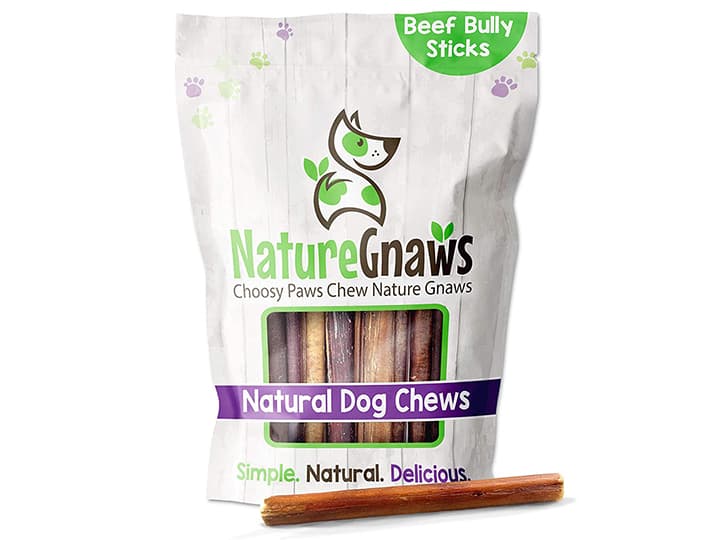 Beef Bully
Sticks
NatureGnaws
Choosy Paws Chew Nature Gnaws
Natural Dog Chews
Simple. Natural. Delicious.